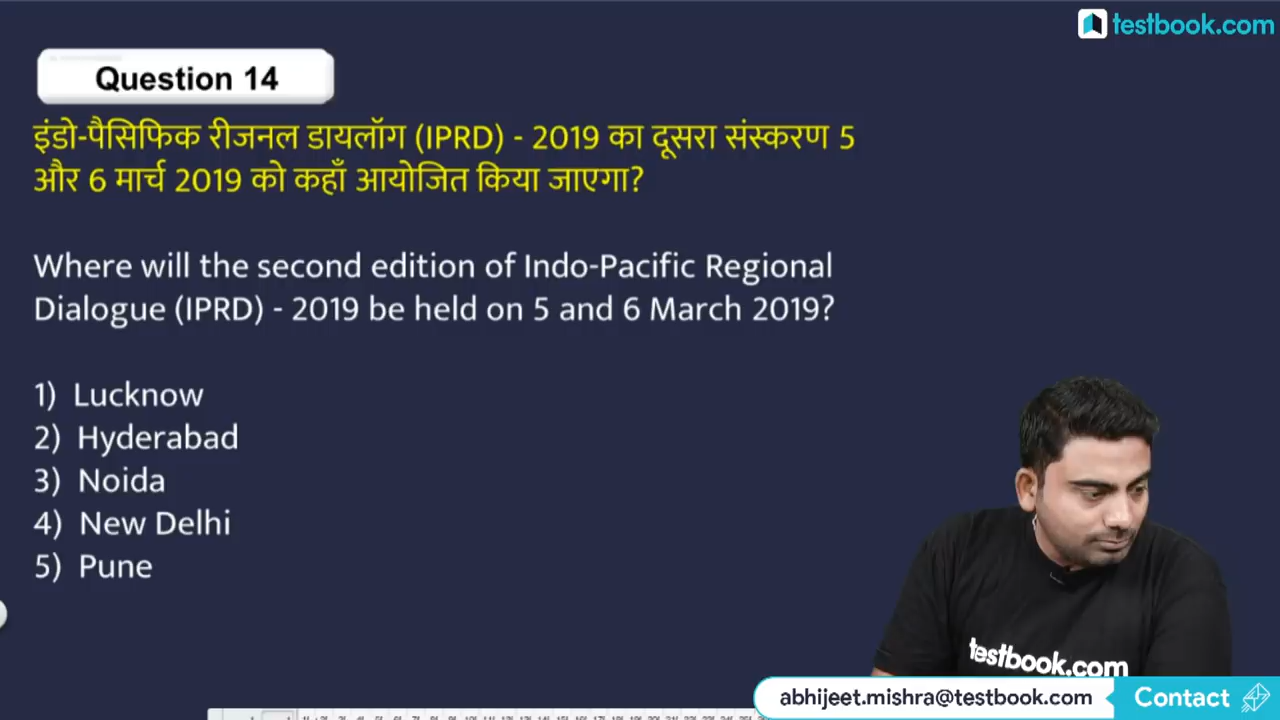 testbook.com
Question 14
इंडो-पैसिफिक रीजनल डायलॉग (IPRD) - 2019 का दूसरा संस्करण 5
और 6 मार्च 2019 को कहाँ आयोजित किया जाएगा?
Where will the second edition of Indo-Pacific Regional
Dialogue (IPRD) - 2019 be held on 5 and 6 March 2019?
1) Lucknow
2) Hyderabad
3) Noida
4) New Delhi
5) Pune
testbook.com
abhijeet.mishra@testbook.com Contact